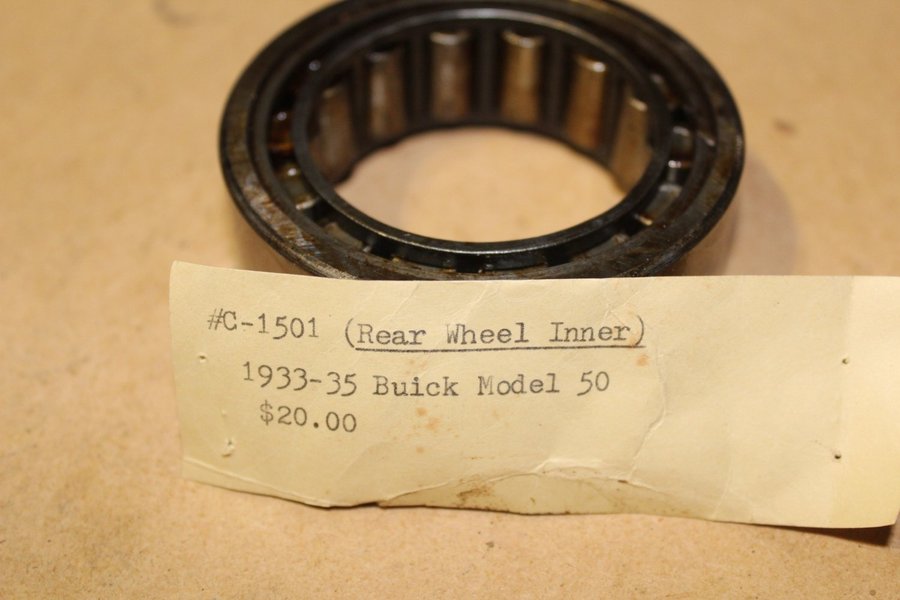 #C-1501 (Rear Wheel Inner)
1933-35 Buick Model 50
$20.00